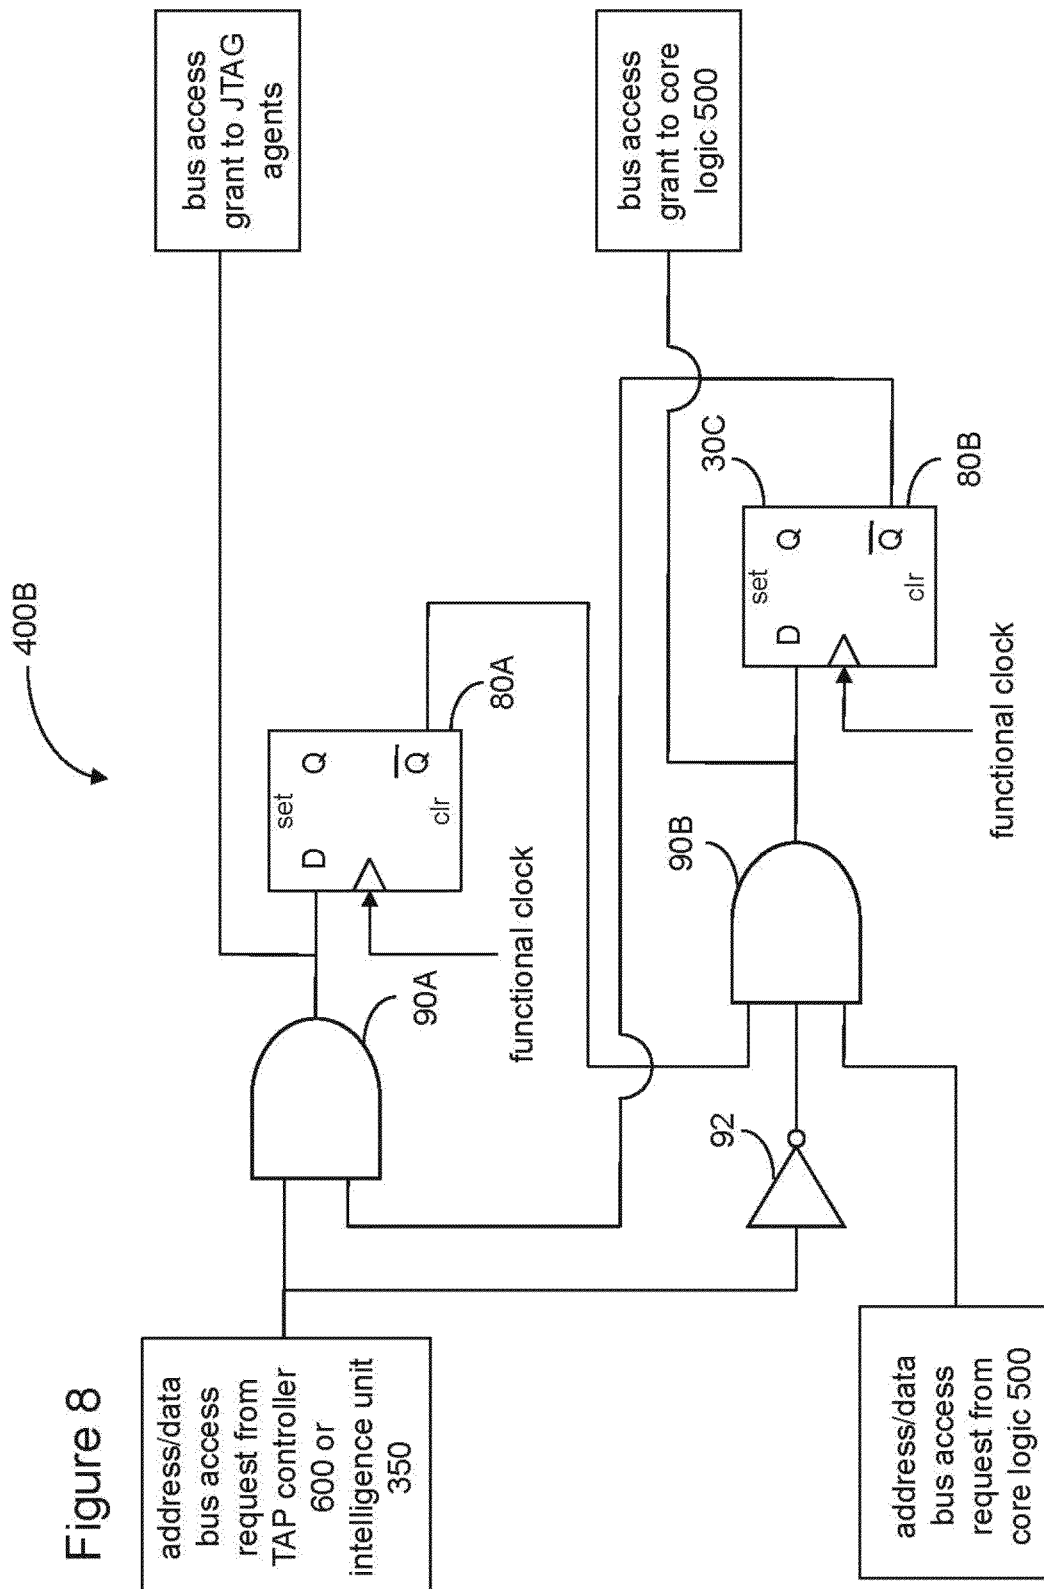 Figure 8
400B
address/data
bus access
request from
TAP controller
600 or
intelligence unit
350
90A
functional clock
set
D
Q
Q
clr
80A
bus access
grant to JTAG
agents
address/data
bus access
request from
core logic 500
92
90B
functional clock
set
D
Q
Q
clr
30C
80B
bus access
grant to core
logic 500